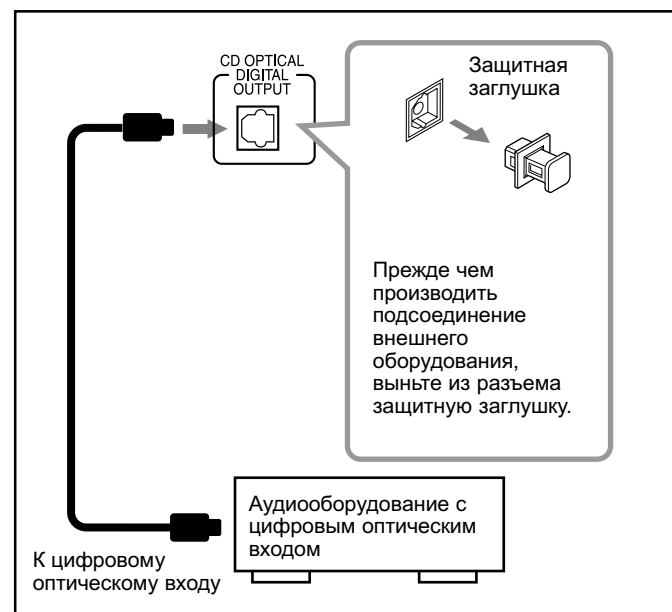 CD OPTICAL
DIGITAL
OUTPUT
Защитная
заглушка
Прежде чем
производить
подсоединение
внешнего
оборудования,
выньте из разъема
защитную заглушку.
Аудиооборудование с
цифровым оптическим
входом
К цифровому
оптическому входу